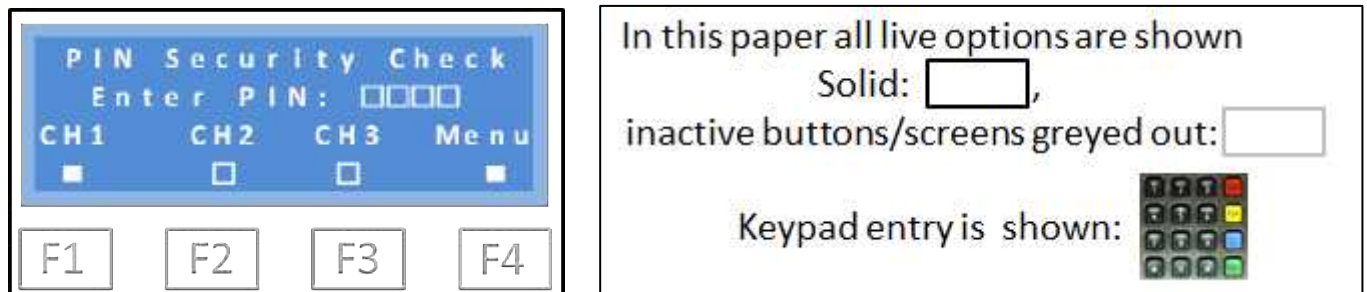 PIN Security Check
Enter PIN: □□□□
CH1 CH2 CH3 Menu
■ □ □ ■
F1 F2 F3 F4
In this paper all live options are shown
Solid: ,
inactive buttons/screens greyed out:
Keypad entry is shown: